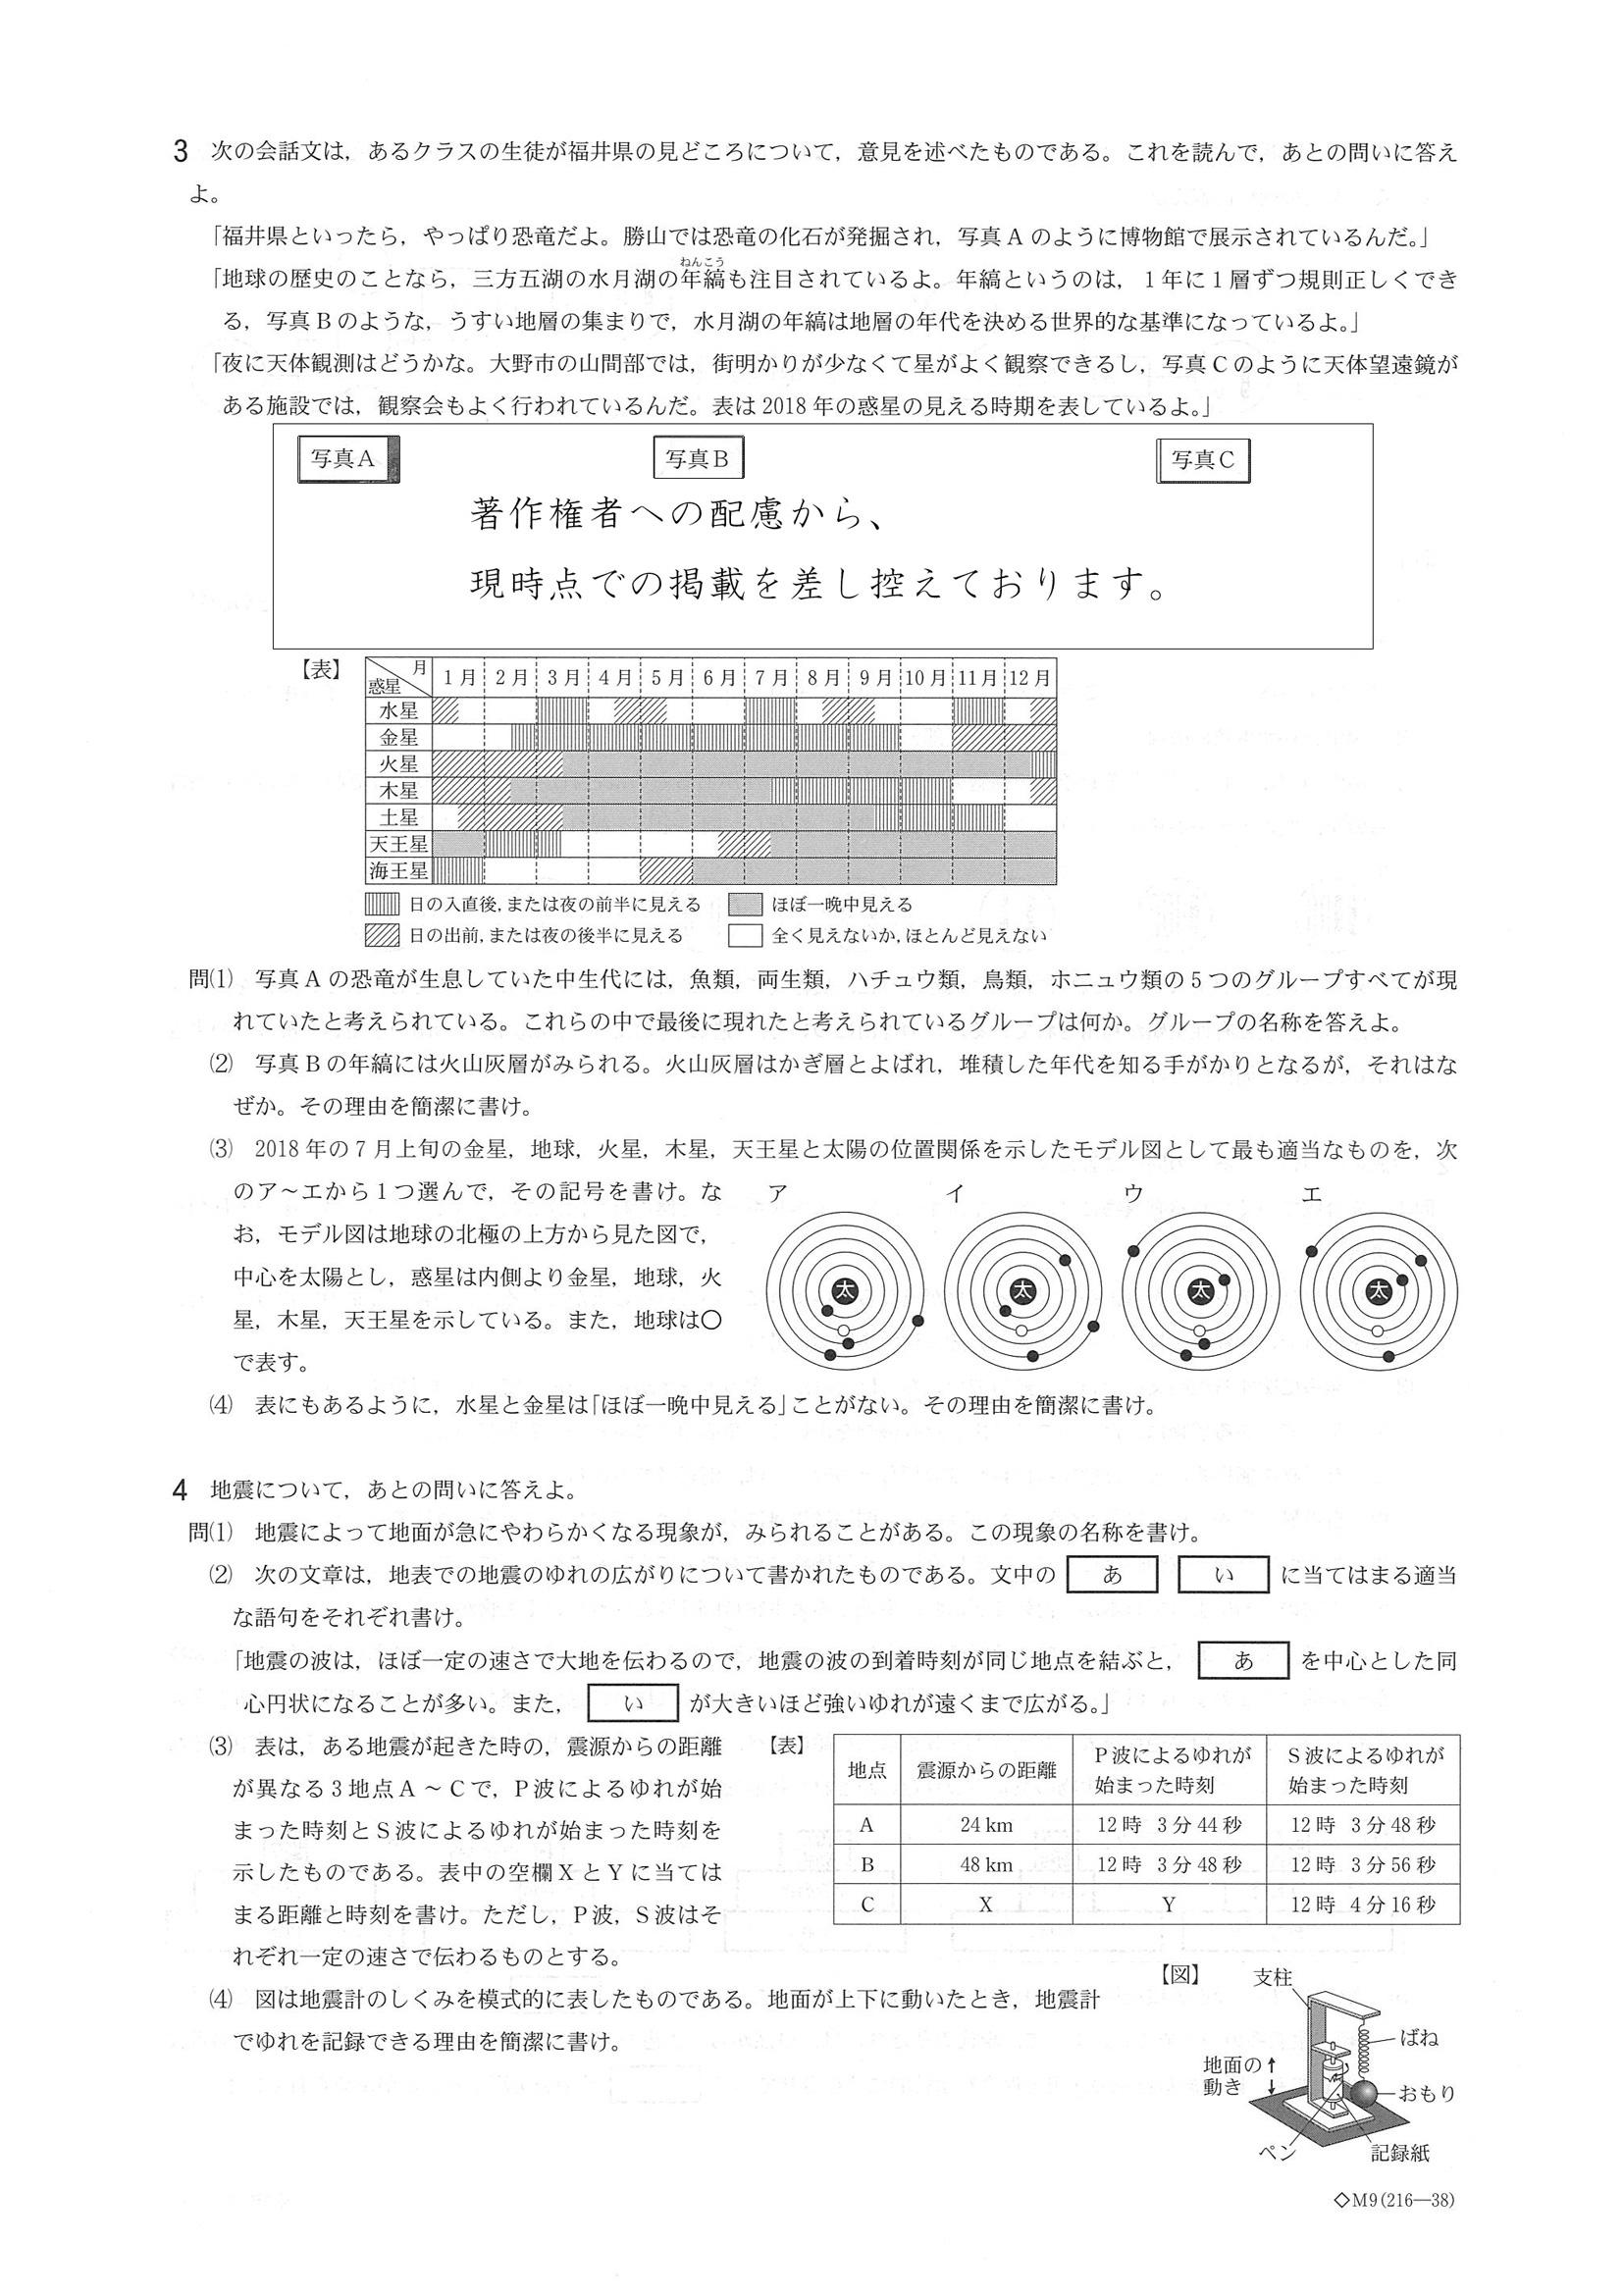 3 次の会話文は，あるクラスの生徒が福井県の見どころについて，意見を述べたものである。これを読んで，あとの問いに答え
よ。
「福井県といったら，やっぱり恐竜だよ。勝山では恐竜の化石が発掘され，写真Aのように博物館で展示されているんだ。」
「地球の歴史のことなら，三方五湖の水月湖の年縞も注目されているよ。年縞というのは，1年に1層ずつ規則正しくでき
ねんこう
る，写真Bのような，うすい地層の集まりで，水月湖の年縞は地層の年代を決める世界的な基準になっているよ。」
「夜に天体観測はどうかな。大野市の山間部では，街明かりが少なくて星がよく観察できるし，写真Cのように天体望遠鏡が
ある施設では，観察会もよく行われているんだ。表は2018年の惑星の見える時期を表しているよ。」
写真A 写真B 写真C
著作権者への配慮から、
現時点での掲載を差し控えております。
【表】
月 惑星 1月 2月 3月 4月 5月 6月 7月 8月 9月 10月 11月 12月
水星
金星
火星
木星
土星
天王星
海王星
日の入直後，または夜の前半に見える ほぼ一晩中見える
日の出前，または夜の後半に見える 全く見えないか，ほとんど見えない
問⑴ 写真Aの恐竜が生息していた中生代には，魚類，両生類，ハチュウ類，鳥類，ホニュウ類の5つのグループすべてが現
れていたと考えられている。これらの中で最後に現れたと考えられているグループは何か。グループの名称を答えよ。
⑵ 写真Bの年縞には火山灰層がみられる。火山灰層はかぎ層とよばれ，堆積した年代を知る手がかりとなるが，それはな
ぜか。その理由を簡潔に書け。
⑶ 2018年の7月上旬の金星，地球，火星，木星，天王星と太陽の位置関係を示したモデル図として最も適当なものを，次
のア～エから1つ選んで，その記号を書け。な
お，モデル図は地球の北極の上方から見た図で，
中心を太陽とし，惑星は内側より金星，地球，火
星，木星，天王星を示している。また，地球は○
で表す。
ア イ ウ エ
太 太 太 太
⑷ 表にもあるように，水星と金星は「ほぼ一晩中見える」ことがない。その理由を簡潔に書け。
4 地震について，あとの問いに答えよ。
問⑴ 地震によって地面が急にやわらかくなる現象が，みられることがある。この現象の名称を書け。
⑵ 次の文章は，地表での地震のゆれの広がりについて書かれたものである。文中の あ い に当てはまる適当
な語句をそれぞれ書け。
「地震の波は，ほぼ一定の速さで大地を伝わるので，地震の波の到着時刻が同じ地点を結ぶと， あ を中心とした同
心円状になることが多い。また， い が大きいほど強いゆれが遠くまで広がる。」
⑶ 表は，ある地震が起きた時の，震源からの距離
が異なる3地点A～Cで，P波によるゆれが始
まった時刻とS波によるゆれが始まった時刻を
示したものである。表中の空欄XとYに当ては
まる距離と時刻を書け。ただし，P波，S波はそ
れぞれ一定の速さで伝わるものとする。
【表】
地点 震源からの距離 P波によるゆれが始まった時刻 S波によるゆれが始まった時刻
A 24 km 12時 3分44秒 12時 3分48秒
B 48 km 12時 3分48秒 12時 3分56秒
C X Y 12時 4分16秒
⑷ 図は地震計のしくみを模式的に表したものである。地面が上下に動いたとき，地震計
でゆれを記録できる理由を簡潔に書け。
【図】
支柱
ばね
地面の
動き
おもり
ペン
記録紙
◇M9(216―38)